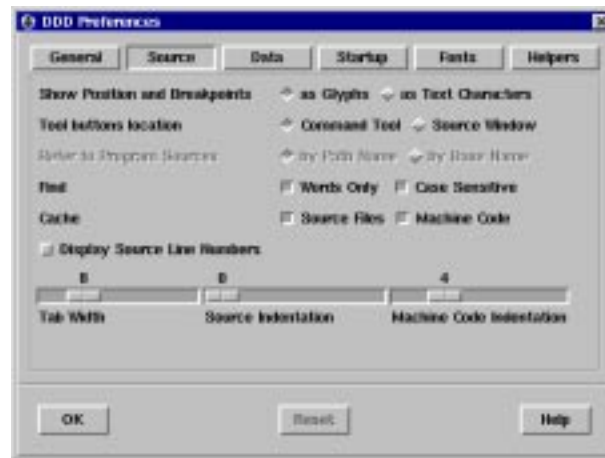 DDD Preferences
General Source Data Startup Fonts Helpers
Show Position and Breakpoints as Glyphs as Text Characters
Tool buttons location Command Tool Source Window
Refer to Program Sources by Path Name by Base Name
Find Words Only Case Sensitive
Cache Source Files Machine Code
Display Source Line Numbers
8 0 4
Tab Width Source Indentation Machine Code Indentation
OK Reset Help